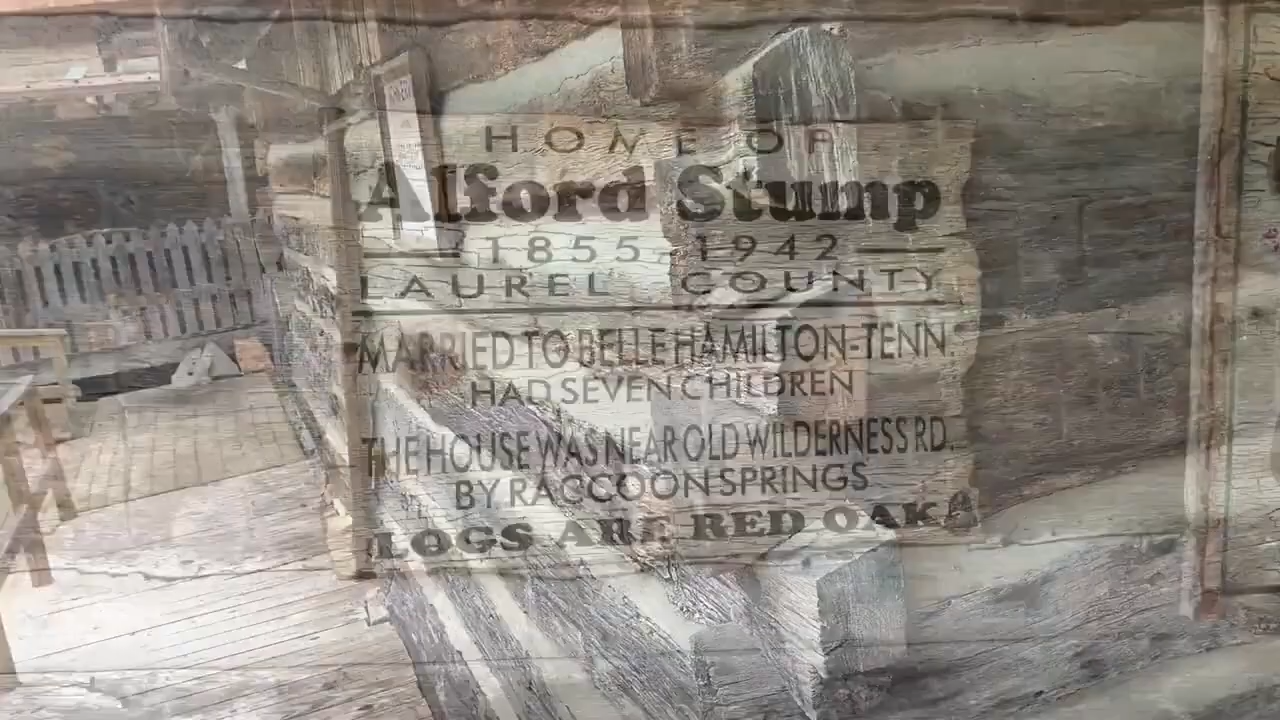 HOME OF
Alford Stump
1855-1942
LAUREL COUNTY
MARRIED TO BELLE HAMILTON-TENN.
HAD SEVEN CHILDREN
THE HOUSE WAS NEAR OLD WILDERNESS RD.
BY RACCOON SPRINGS
LOGS ARE RED OAK